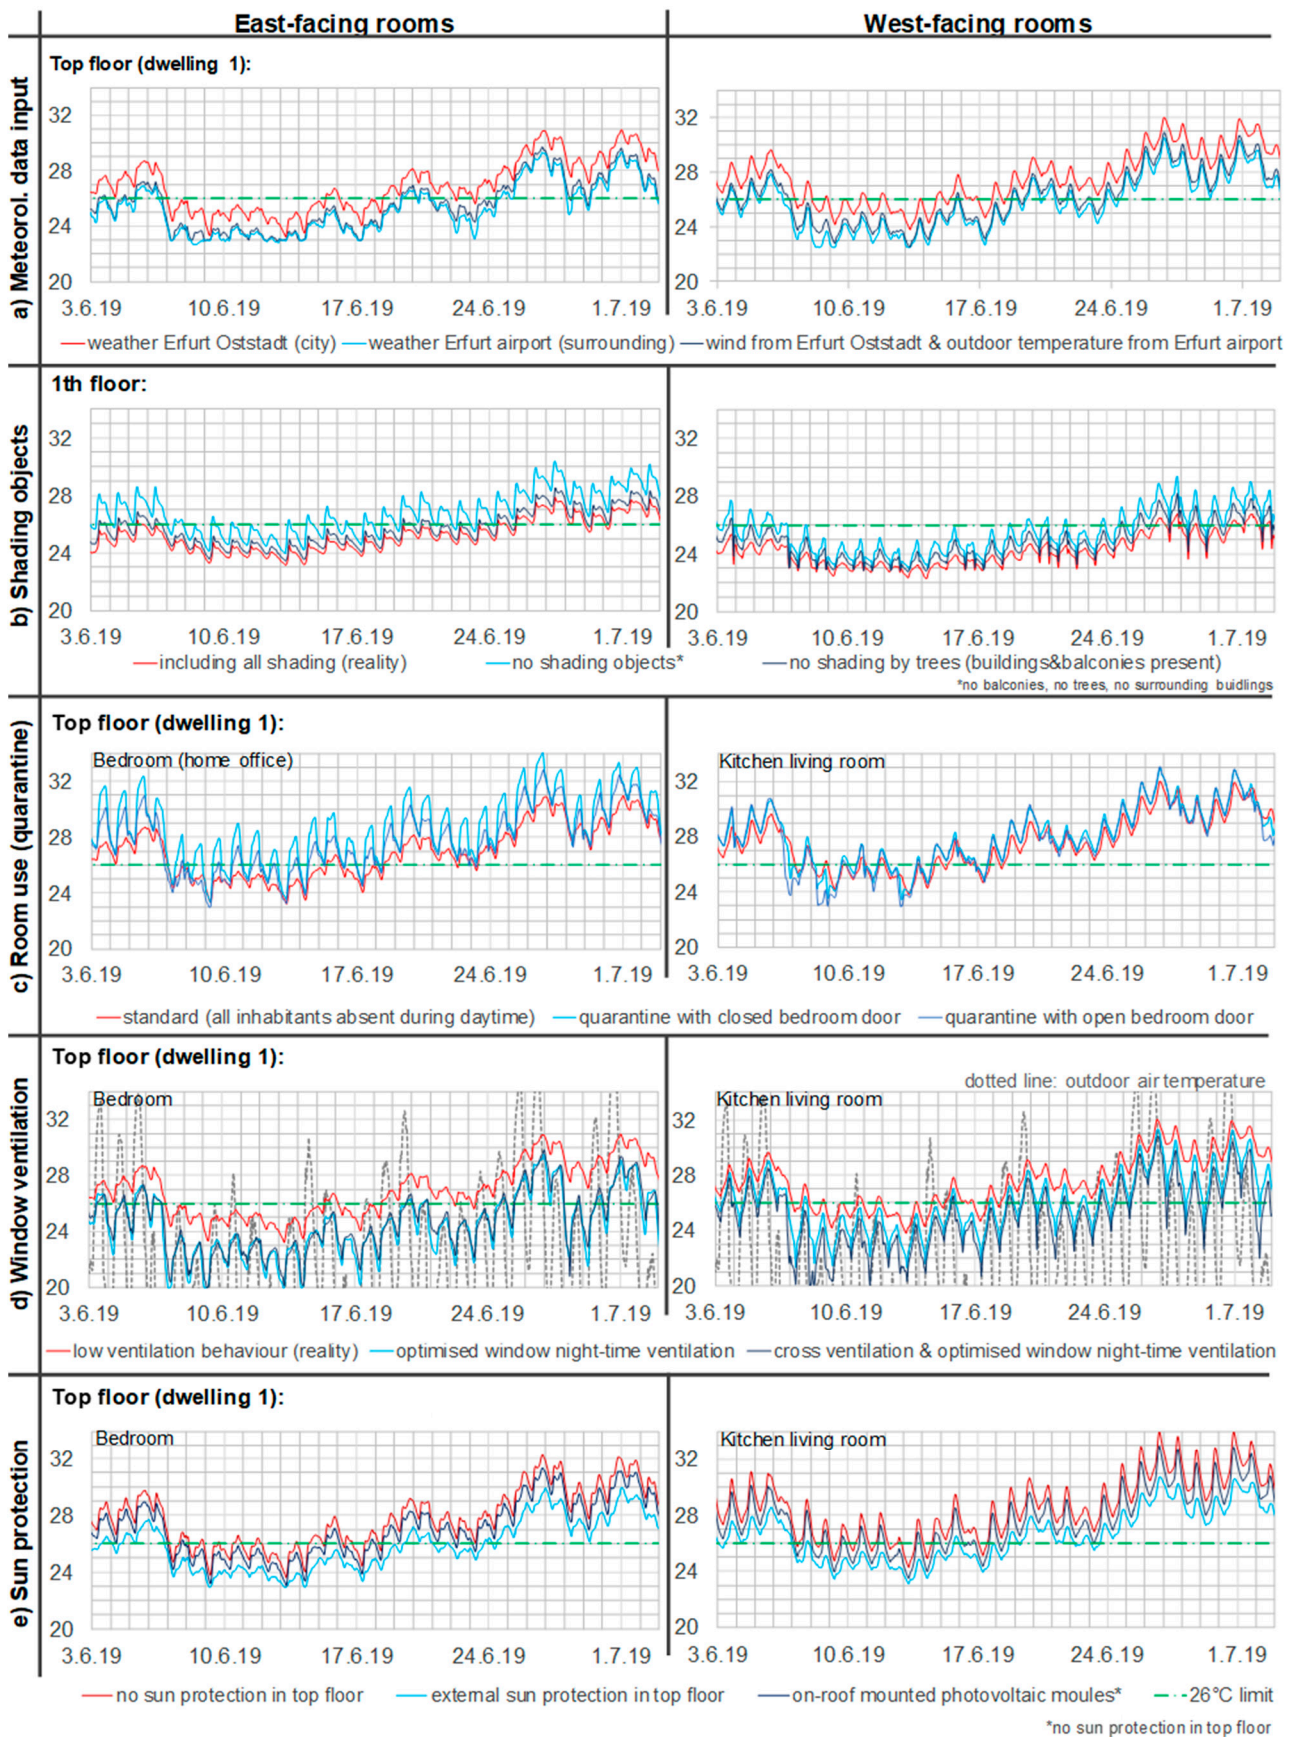 East-facing rooms
West-facing rooms
a) Meteorol. data input
Top floor (dwelling 1):
32
28
24
20
3.6.19 10.6.19 17.6.19 24.6.19 1.7.19
32
28
24
20
3.6.19 10.6.19 17.6.19 24.6.19 1.7.19
weather Erfurt Oststadt (city) weather Erfurt airport (surrounding) wind from Erfurt Oststadt & outdoor temperature from Erfurt airport
b) Shading objects
1th floor:
32
28
24
20
3.6.19 10.6.19 17.6.19 24.6.19 1.7.19
32
28
24
20
3.6.19 10.6.19 17.6.19 24.6.19 1.7.19
including all shading (reality) no shading objects* no shading by trees (buildings&balconies present)
*no balconies, no trees, no surrounding buidlings
c) Room use (quarantine)
Top floor (dwelling 1):
Bedroom (home office)
32
28
24
20
3.6.19 10.6.19 17.6.19 24.6.19 1.7.19
Kitchen living room
32
28
24
20
3.6.19 10.6.19 17.6.19 24.6.19 1.7.19
standard (all inhabitants absent during daytime) quarantine with closed bedroom door quarantine with open bedroom door
d) Window ventilation
Top floor (dwelling 1):
Bedroom
32
28
24
20
3.6.19 10.6.19 17.6.19 24.6.19 1.7.19
dotted line: outdoor air temperature
Kitchen living room
32
28
24
20
3.6.19 10.6.19 17.6.19 24.6.19 1.7.19
low ventilation behaviour (reality) optimised window night-time ventilation cross ventilation & optimised window night-time ventilation
e) Sun protection
Top floor (dwelling 1):
Bedroom
32
28
24
20
3.6.19 10.6.19 17.6.19 24.6.19 1.7.19
Kitchen living room
32
28
24
20
3.6.19 10.6.19 17.6.19 24.6.19 1.7.19
no sun protection in top floor external sun protection in top floor on-roof mounted photovoltaic moules* 26°C limit
*no sun protection in top floor